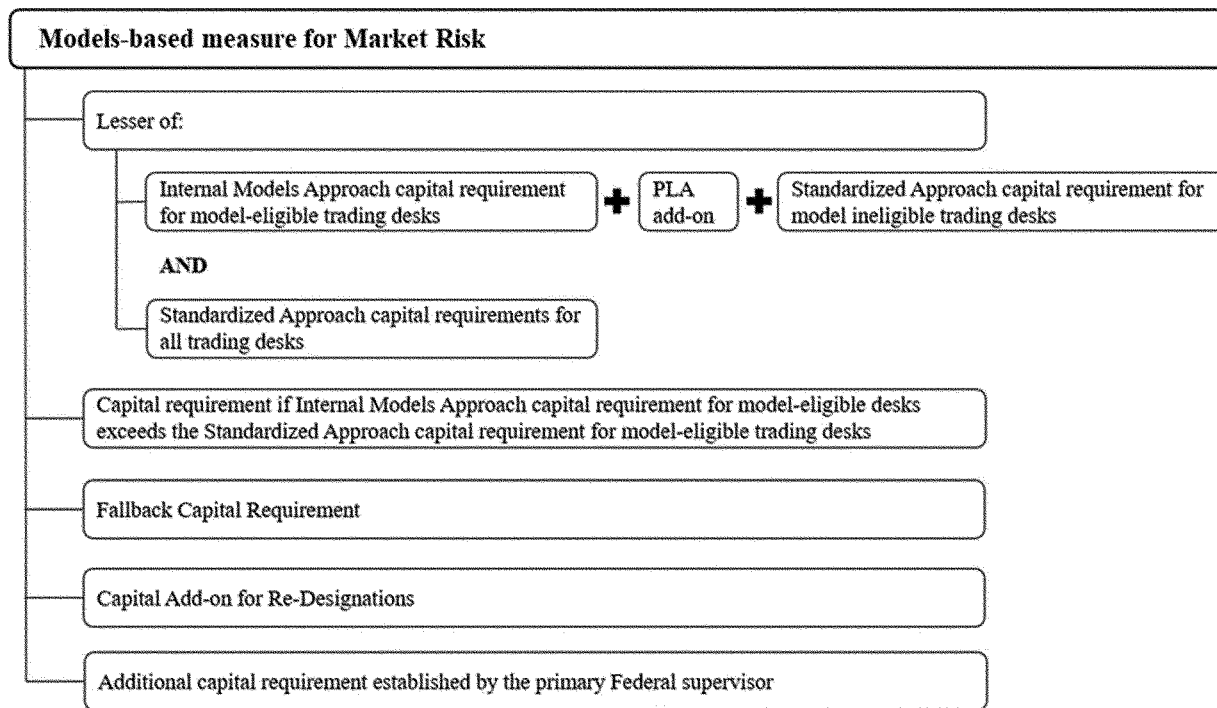 Models-based measure for Market Risk
Lesser of:
Internal Models Approach capital requirement
for model-eligible trading desks
PLA
add-on
Standardized Approach capital requirement for
model ineligible trading desks
AND
Standardized Approach capital requirements for
all trading desks
Capital requirement if Internal Models Approach capital requirement for model-eligible desks
exceeds the Standardized Approach capital requirement for model-eligible trading desks
Fallback Capital Requirement
Capital Add-on for Re-Designations
Additional capital requirement established by the primary Federal supervisor